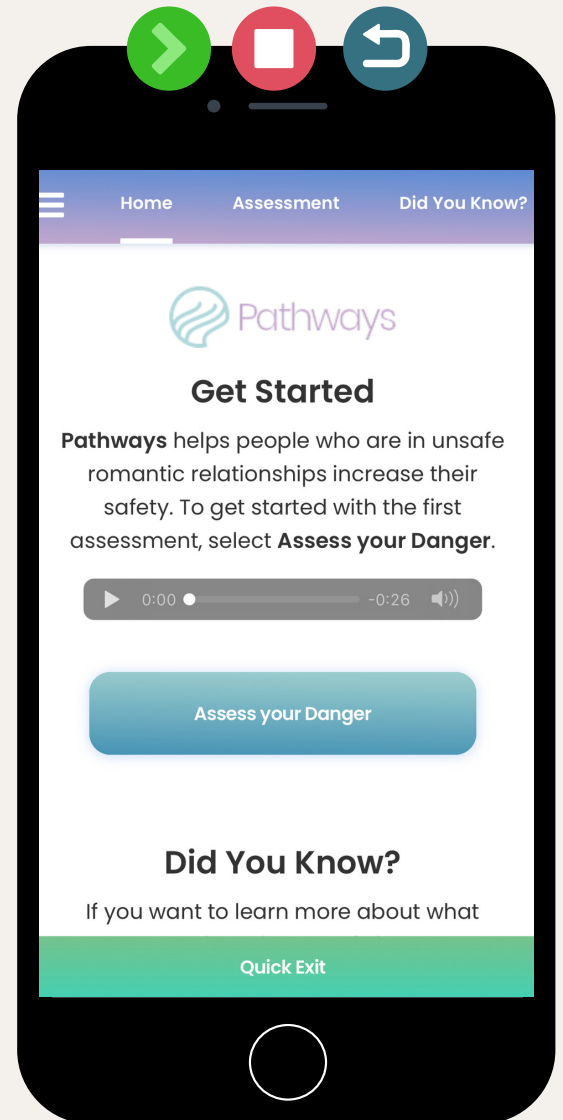 Home Assessment Did You Know?
Pathways
Get Started
Pathways helps people who are in unsafe
romantic relationships increase their
safety. To get started with the first
assessment, select Assess your Danger.
0:00 -0:26
Assess your Danger
Did You Know?
If you want to learn more about what
Quick Exit